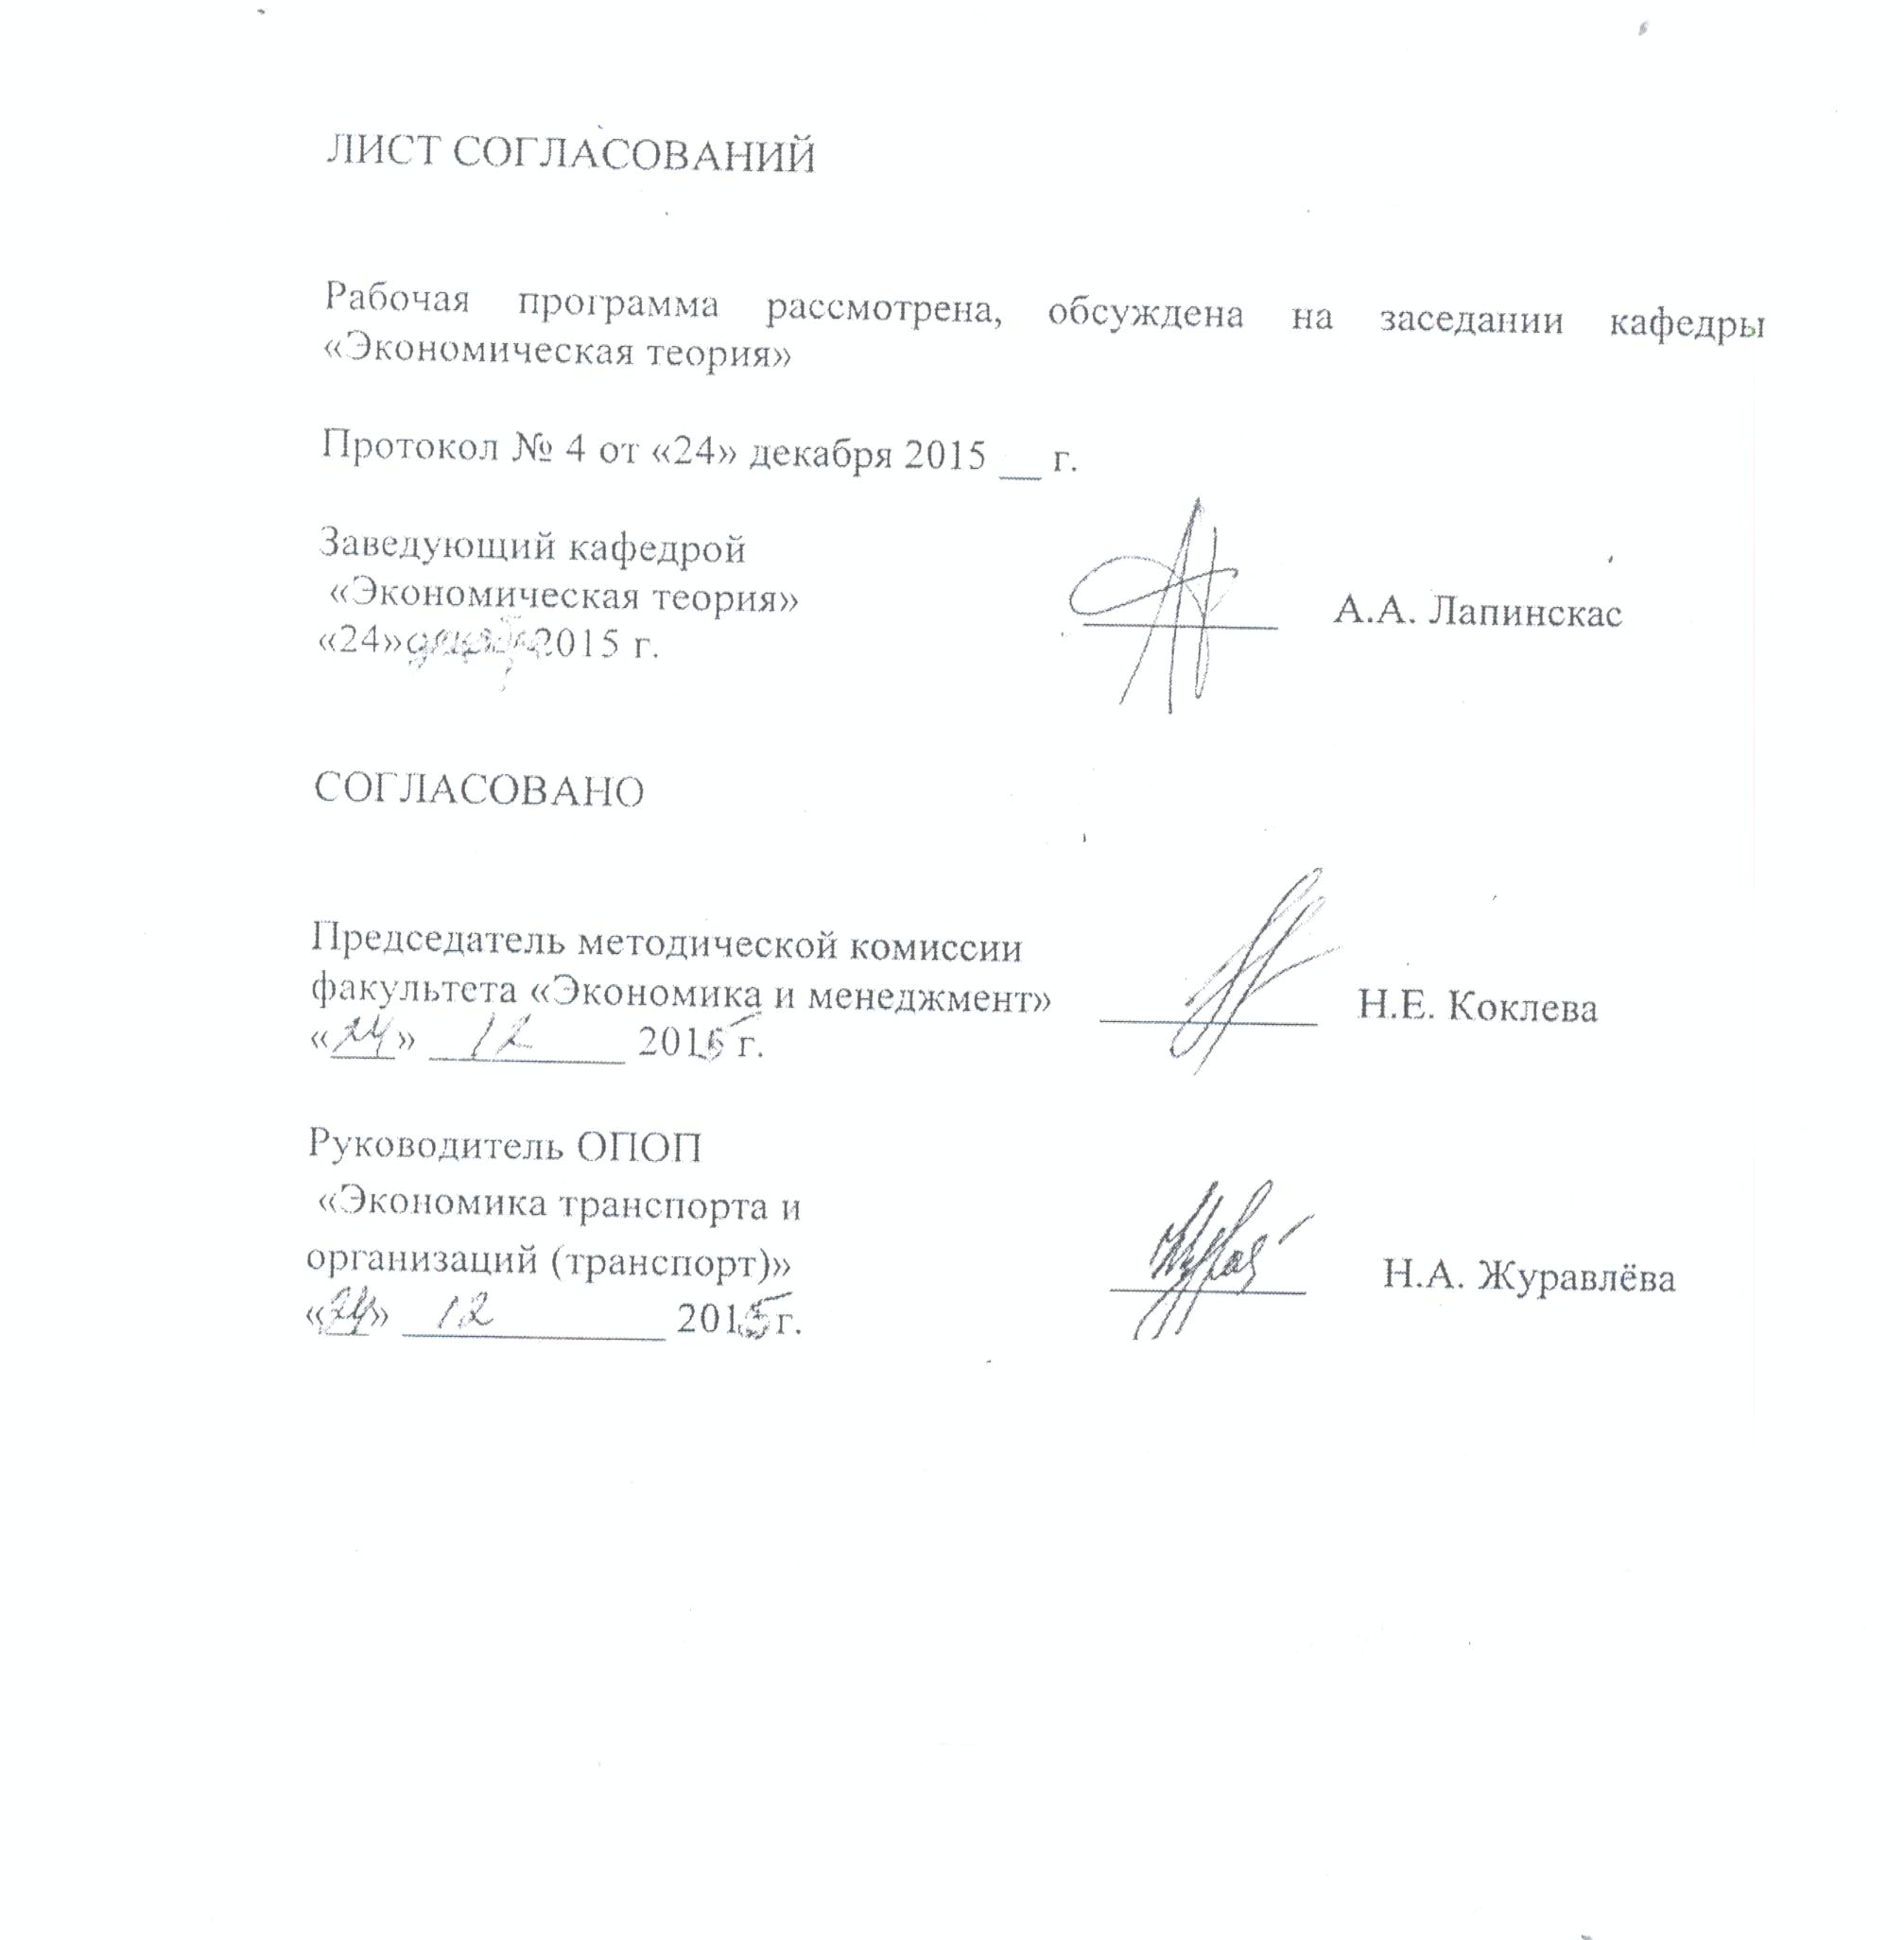 ЛИСТ СОГЛАСОВАНИЙ
Рабочая программа рассмотрена, обсуждена на заседании кафедры
«Экономическая теория»
Протокол № 4 от «24» декабря 2015 __ г.
Заведующий кафедрой
«Экономическая теория»
А.А. Лапинскас
«24» декабря 2015 г.
СОГЛАСОВАНО
Председатель методической комиссии
факультета «Экономика и менеджмент» Н.Е. Коклева
«24» 12 2015 г.
Руководитель ОПОП
«Экономика транспорта и
организаций (транспорт)» Н.А. Журавлёва
«24» 12 2015 г.